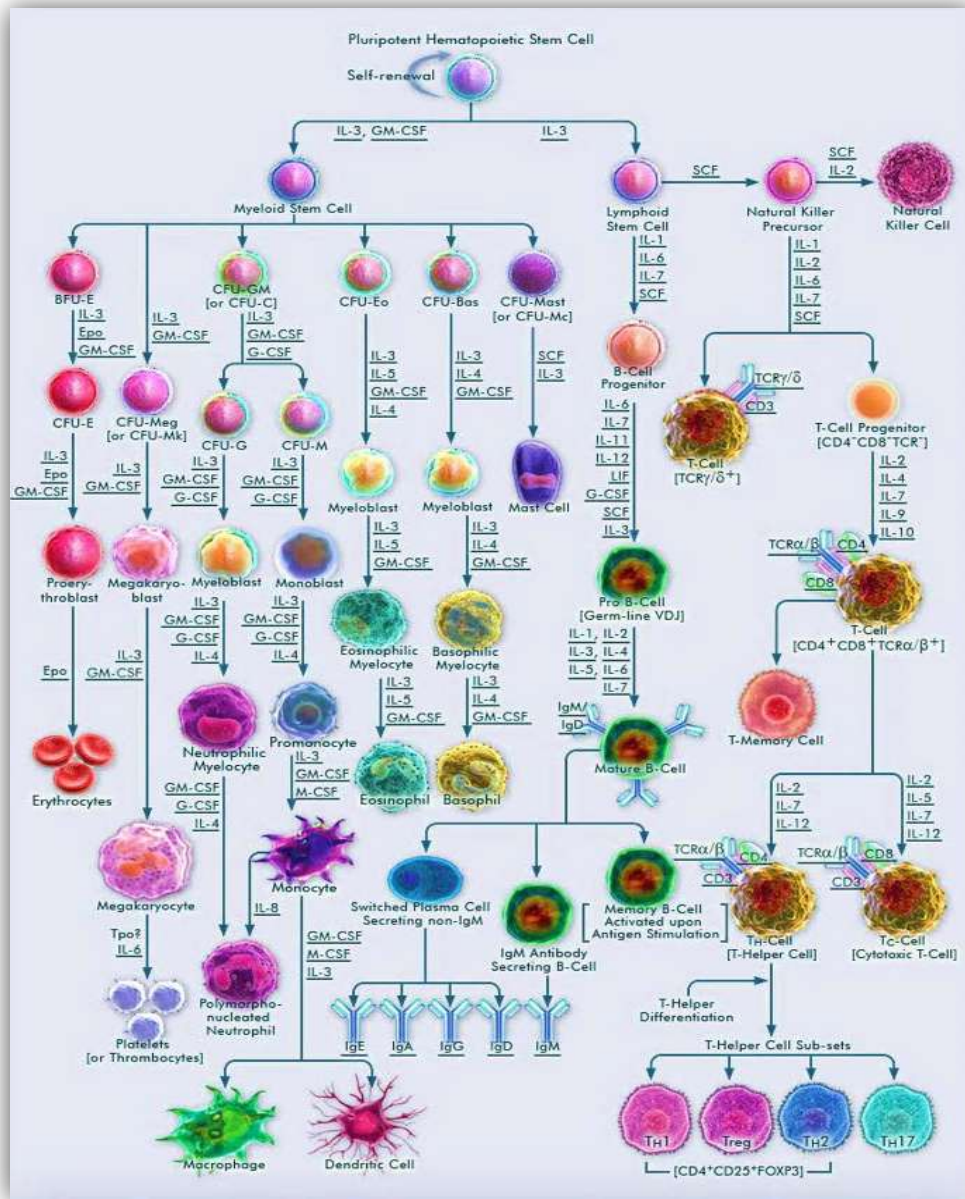 Pluripotent Hematopoietic Stem Cell
Self-renewal
IL-3, GM-CSF
IL-3
Myeloid Stem Cell
Lymphoid
Stem Cell
SCF
Natural Killer
Precursor
SCF
IL-2
Natural
Killer Cell
BFU-E
CFU-GM
[or CFU-C]
CFU-Eo
CFU-Bas
CFU-Mast
[or CFU-Mc]
IL-3
Epo
GM-CSF
IL-3
GM-CSF
IL-3
GM-CSF
G-CSF
IL-3
IL-5
GM-CSF
IL-4
IL-3
IL-4
GM-CSF
SCF
IL-3
IL-1
IL-6
IL-7
SCF
IL-1
IL-2
IL-6
IL-7
SCF
CFU-E
CFU-Meg
[or CFU-Mk]
CFU-G
CFU-M
B-Cell
Progenitor
TCRγ/δ
CD3
T-Cell
[TCRγ/δ+]
T-Cell Progenitor
[CD4-CD8-TCR-]
IL-3
Epo
GM-CSF
IL-3
GM-CSF
IL-3
GM-CSF
G-CSF
IL-3
GM-CSF
G-CSF
Myeloblast
Myeloblast
Mast Cell
IL-6
IL-7
IL-11
IL-12
LIF
G-CSF
SCF
IL-3
IL-2
IL-4
IL-7
IL-9
IL-10
Proery-
throblast
Megakaryo-
blast
Myeloblast
Monoblast
IL-3
IL-5
GM-CSF
IL-3
IL-4
GM-CSF
Pro B-Cell
[Germ-line VDJ]
TCRα/β
CD4
CD8
T-Cell
[CD4+CD8+TCRα/β+]
Epo
IL-3
GM-CSF
IL-3
GM-CSF
G-CSF
IL-4
IL-3
GM-CSF
G-CSF
IL-4
Eosinophilic
Myelocyte
Basophilic
Myelocyte
IL-1, IL-2
IL-3, IL-4
IL-5, IL-6
IL-7
T-Memory Cell
Erythrocytes
Neutrophilic
Myelocyte
Promonocyte
IL-3
IL-5
GM-CSF
IL-3
IL-4
GM-CSF
IgM/
IgD
Mature B-Cell
GM-CSF
G-CSF
IL-4
IL-3
GM-CSF
M-CSF
Eosinophil
Basophil
IL-2
IL-7
IL-12
IL-2
IL-5
IL-7
IL-12
Megakaryocyte
Monocyte
IL-8
Switched Plasma Cell
Secreting non-IgM
IgM Antibody
Secreting B-Cell
Memory B-Cell
Activated upon
Antigen Stimulation
TCRα/β
CD4
CD3
TH-Cell
[T-Helper Cell]
TCRα/β
CD8
CD3
TC-Cell
[Cytotoxic T-Cell]
Tpo?
IL-6
GM-CSF
M-CSF
IL-3
Platelets
[or Thrombocytes]
Polymorpho-
nucleated
Neutrophil
IgE
IgA
IgG
IgD
IgM
T-Helper
Differentiation
T-Helper Cell Sub-sets
Macrophage
Dendritic Cell
TH1
Treg
TH2
TH17
[CD4+CD25+FOXP3]